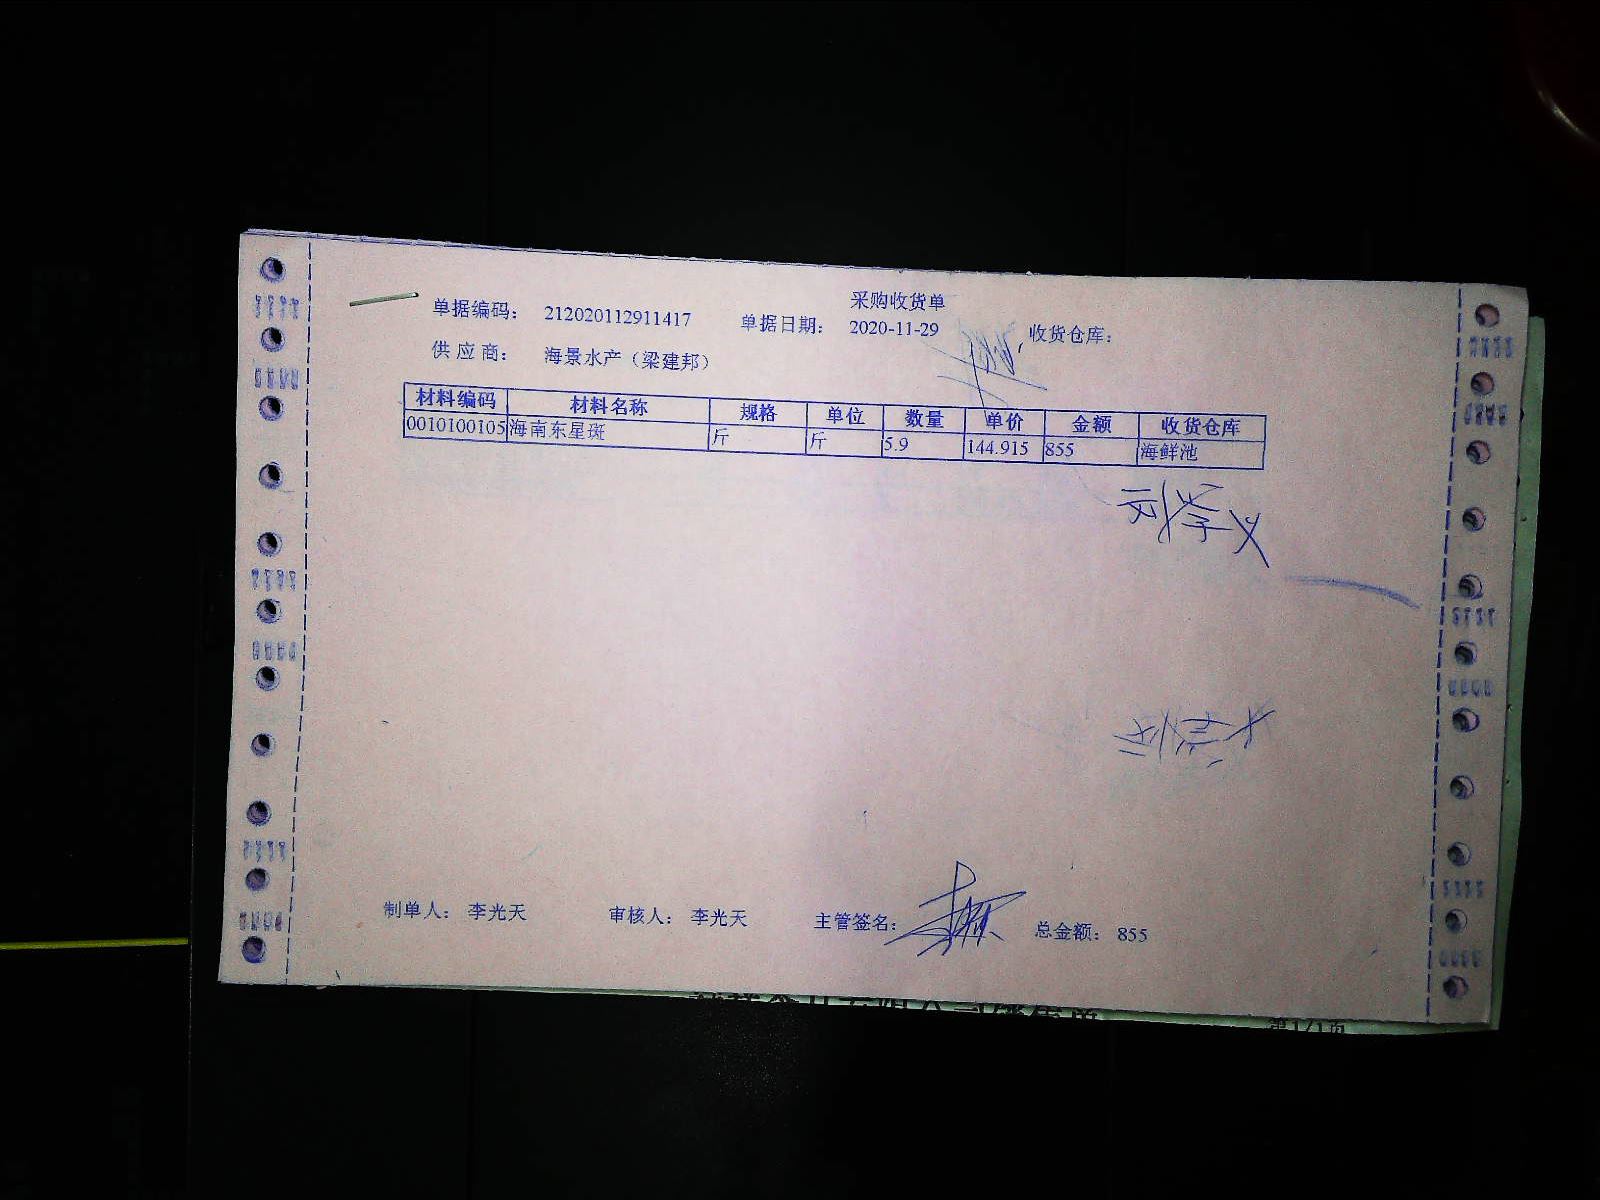 采购收货单
单据编码： 212020112911417 单据日期： 2020-11-29 收货仓库：
供 应 商： 海景水产（梁建邦）
材料编码 材料名称 规格 单位 数量 单价 金额 收货仓库
0010100105 海南东星斑 斤 斤 5.9 144.915 855 海鲜池
制单人： 李光天 审核人： 李光天 主管签名： 总金额： 855
第1/1页